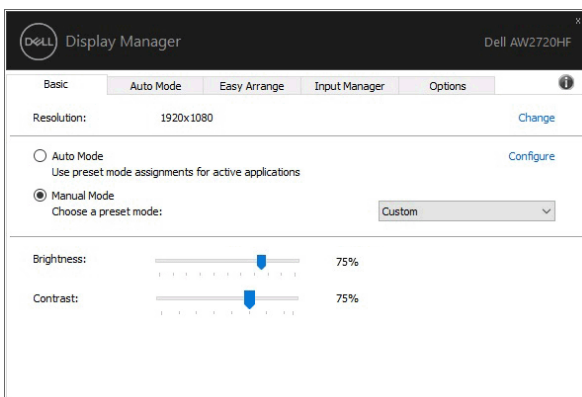 x
DELL Display Manager Dell AW2720HF
Basic Auto Mode Easy Arrange Input Manager Options i
Resolution: 1920x1080 Change
Auto Mode Configure
Use preset mode assignments for active applications
Manual Mode
Choose a preset mode: Custom
Brightness: 75%
Contrast: 75%